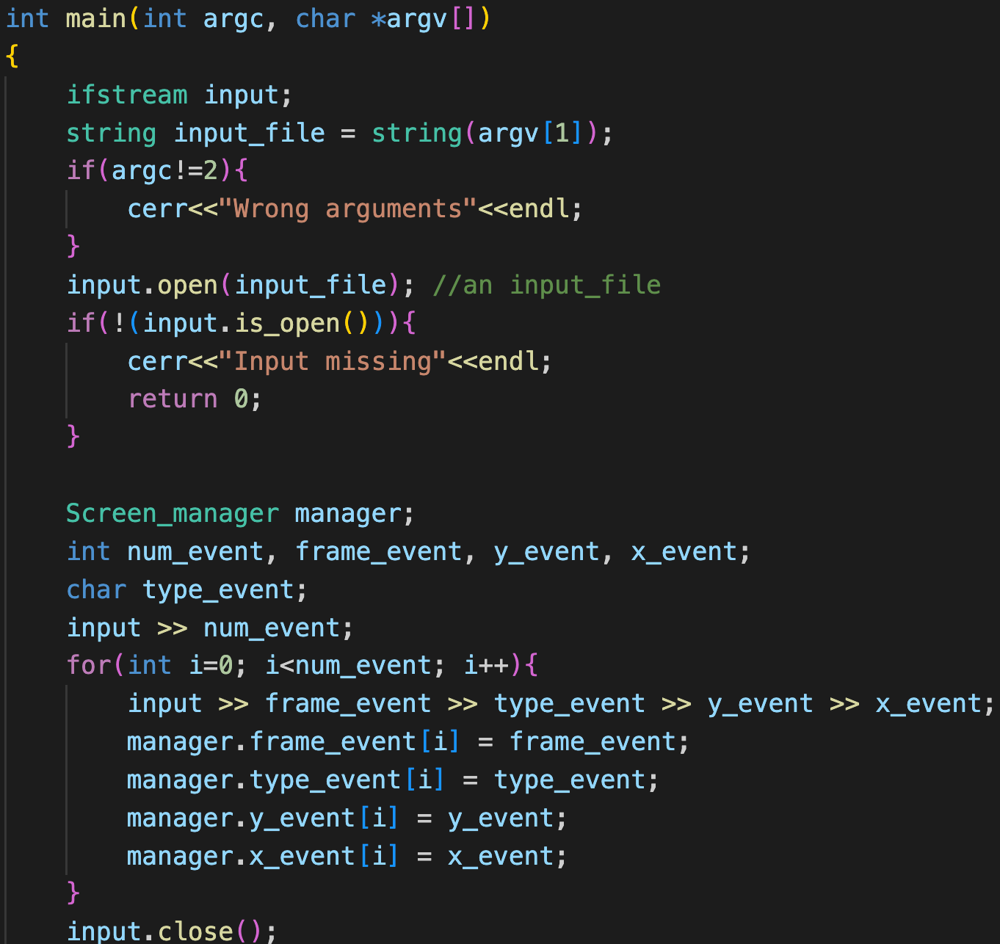 int main(int argc, char *argv[])
{
    ifstream input;
    string input_file = string(argv[1]);
    if(argc!=2){
        cerr<<"Wrong arguments"<<endl;
    }
    input.open(input_file); //an input_file
    if(!(input.is_open())){
        cerr<<"Input missing"<<endl;
        return 0;
    }

    Screen_manager manager;
    int num_event, frame_event, y_event, x_event;
    char type_event;
    input >> num_event;
    for(int i=0; i<num_event; i++){
        input >> frame_event >> type_event >> y_event >> x_event;
        manager.frame_event[i] = frame_event;
        manager.type_event[i] = type_event;
        manager.y_event[i] = y_event;
        manager.x_event[i] = x_event;
    }
    input.close();